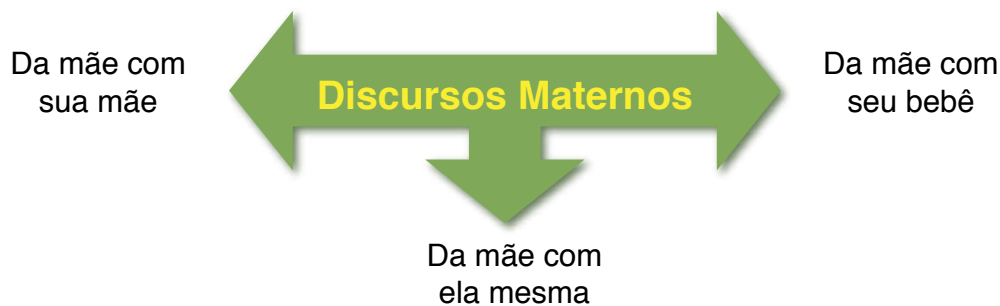 Da mãe com
sua mãe
Discursos Maternos
Da mãe com
seu bebê
Da mãe com
ela mesma